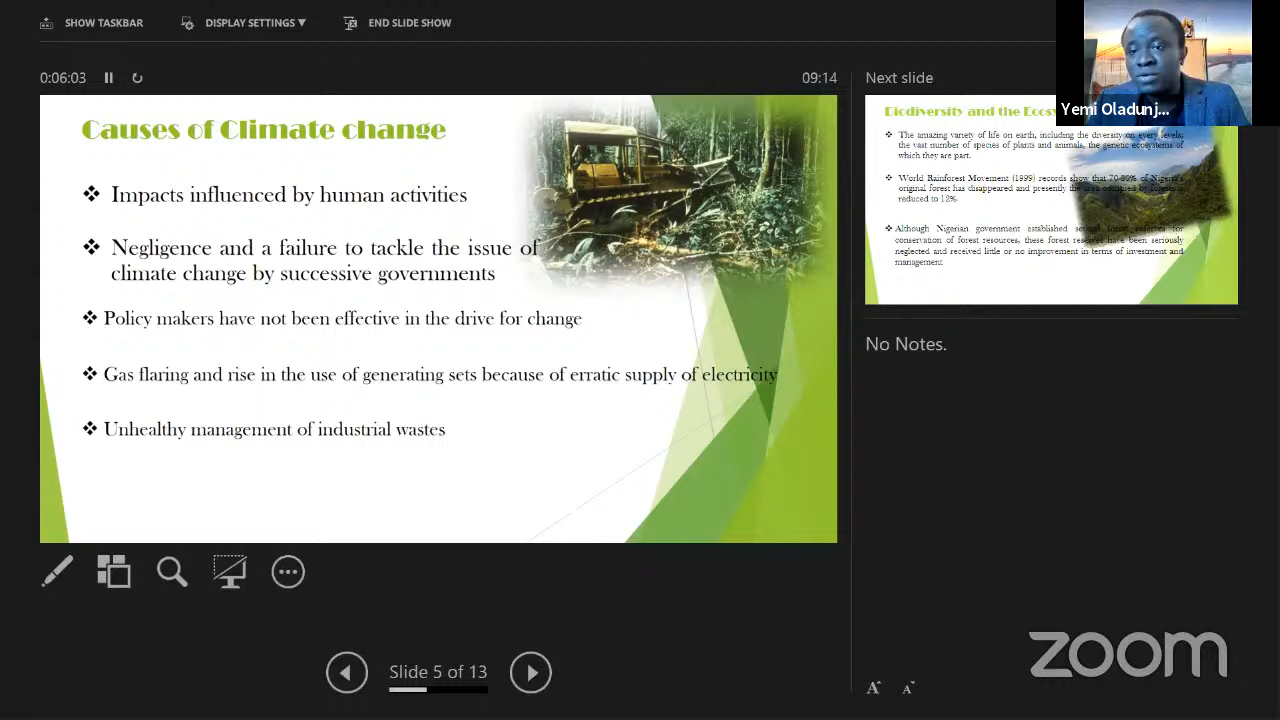 SHOW TASKBAR
DISPLAY SETTINGS ▼
END SLIDE SHOW
0:06:03
09:14
Next slide
Yemi Oladunj...
Causes of Climate change
❖ Impacts influenced by human activities
❖ Negligence and a failure to tackle the issue of
climate change by successive governments
❖ Policy makers have not been effective in the drive for change
❖ Gas flaring and rise in the use of generating sets because of erratic supply of electricity
❖ Unhealthy management of industrial wastes
Biodiversity and the Ecosy
❖ The amazing variety of life on earth, including the diversity on every levels;
the vast number of species of plants and animals, the genetic ecosystems of
which they are part.
❖ World Rainforest Movement (1999) records show that 70-80% of Nigeria's
original forest has disappeared and presently the area occupied by forests is
reduced to 12%
❖ Although Nigerian government established several forest reserves for
conservation of forest resources, these forest reserves have been seriously
neglected and received little or no improvement in terms of investment and
management
No Notes.
Slide 5 of 13
A A
zoom